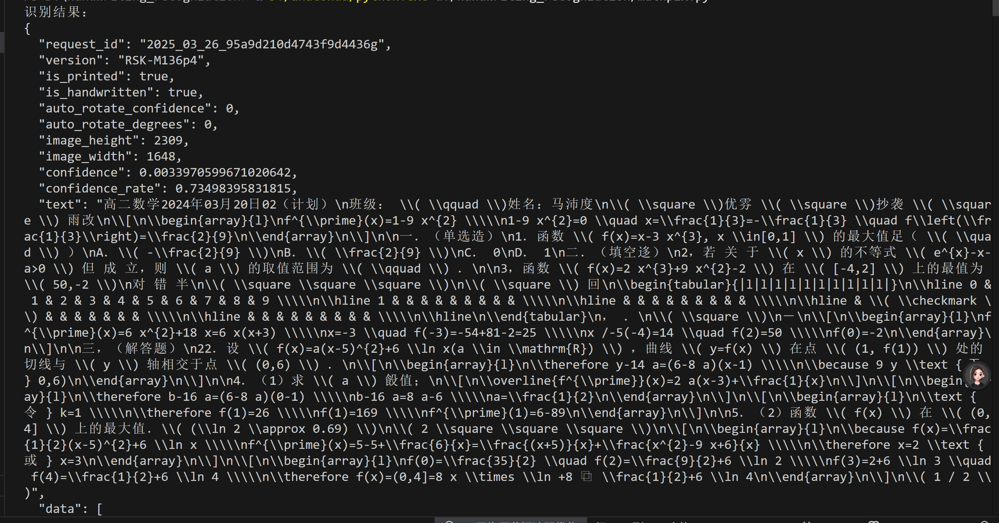 识别结果：
{
  "request_id": "2025_03_26_95a9d210d4743f9d4436g",
  "version": "RSK-M136p4",
  "is_printed": true,
  "is_handwritten": true,
  "auto_rotate_confidence": 0,
  "auto_rotate_degrees": 0,
  "image_height": 2309,
  "image_width": 1648,
  "confidence": 0.0033970599671020642,
  "confidence_rate": 0.73498395831815,
  "text": "高二数学2024年03月20日02（计划）\n班级： \\( \\qquad \\)姓名：马沛度\n\\( \\square \\)优雾 \\( \\square \\)抄袭 \\( \\squar
e \\) 雨改\n\\[\n\\begin{array}{l}\nf^{\\prime}(x)=1-9 x^{2} \\\\\n1-9 x^{2}=0 \\quad x=\\frac{1}{3}=-\\frac{1}{3} \\quad f\\left(\\fr
ac{1}{3}\\right)=\\frac{2}{9}\n\\end{array}\n\\]\n\n一．（单选造）\n1. 函数 \\( f(x)=x-3 x^{3}, x \\in[0,1] \\) 的最大值足（ \\( \\qua
d \\) ）\nA. \\( -\\frac{2}{9} \\)\nB. \\( \\frac{2}{9} \\)\nC. 0\nD. 1\n二．（填空迻）\n2，若 关 于 \\( x \\) 的不等式 \\( e^{x}-x-
a>0 \\) 但 成 立，则 \\( a \\) 的取值范围为 \\( \\qquad \\) . \n\n3，函数 \\( f(x)=2 x^{3}+9 x^{2}-2 \\) 在 \\( [-4,2] \\) 上的最值为
\\( 50,-2 \\)\n对 错 半\n\\( \\square \\square \\square \\)\n\\( \\square \\) 回\n\\begin{tabular}{|l|l|l|l|l|l|l|l|l|l|}\n\\hline 0 &
 1 & 2 & 3 & 4 & 5 & 6 & 7 & 8 & 9 \\\\\n\\hline 1 & & & & & & & & & \\\\\n\\hline & & & & & & & & & \\\\\n\\hline & \\( \\checkmark \
\) & & & & & & & \\\\\n\\hline & & & & & & & & & \\\\\n\\hline\n\\end{tabular}\n， . \n\\( \\square \\)\n－\n\\[\n\\begin{array}{l}\nf
^{\\prime}(x)=6 x^{2}+18 x=6 x(x+3) \\\\\nx=-3 \\quad f(-3)=-54+81-2=25 \\\\\nx /-5(-4)=14 \\quad f(2)=50 \\\\\nf(0)=-2\n\\end{array}\
n\\]\n\n三，（解答题）\n22. 设 \\( f(x)=a(x-5)^{2}+6 \\ln x(a \\in \\mathrm{R}) \\) ，曲线 \\( y=f(x) \\) 在点 \\( (1, f(1)) \\) 处的
切线与 \\( y \\) 轴相交于点 \\( (0,6) \\) . \n\\[\n\\begin{array}{l}\n\\therefore y-14 a=(6-8 a)(x-1) \\\\\n\\because 9 y \\text {
} 0,6)\n\\end{array}\n\\]\n\n4. （1）求 \\( a \\) 餀值；\n\\[\n\\overline{f^{\\prime}}(x)=2 a(x-3)+\\frac{1}{x}\n\\]\n\\[\n\\begin{
ay}{l}\n\\therefore b-16 a=(6-8 a)(0-1) \\\\\nb-16 a=8 a-6 \\\\\na=\\frac{1}{2}\n\\end{array}\n\\]\n\\[\n\\begin{array}{l}\n\\text {
令 } k=1 \\\\\n\\therefore f(1)=26 \\\\\nf(1)=169 \\\\\nf^{\\prime}(1)=6-89\n\\end{array}\n\\]\n\n5. （2）函数 \\( f(x) \\) 在 \\( (0,
4] \\) 上的最大值. \\( (\\ln 2 \\approx 0.69) \\)\n\\( 2 \\square \\square \\square \\)\n\\[\n\\begin{array}{l}\n\\because f(x)=\\frac
{1}{2}(x-5)^{2}+6 \\ln x \\\\\nf^{\\prime}(x)=5-5+\\frac{6}{x}=\\frac{(x+5)}{x}+\\frac{x^{2}-9 x+6}{x} \\\\\n\\therefore x=2 \\text {
或 } x=3\n\\end{array}\n\\]\n\\[\n\\begin{array}{l}\nf(0)=\\frac{35}{2} \\quad f(2)=\\frac{9}{2}+6 \\ln 2 \\\\\nf(3)=2+6 \\ln 3 \\quad
 f(4)=\\frac{1}{2}+6 \\ln 4 \\\\\n\\therefore f(x)=(0,4]=8 x \\times \\ln +8 ⿻ \\frac{1}{2}+6 \\ln 4\n\\end{array}\n\\]\n\\( 1 / 2 \\
)",
  "data": [